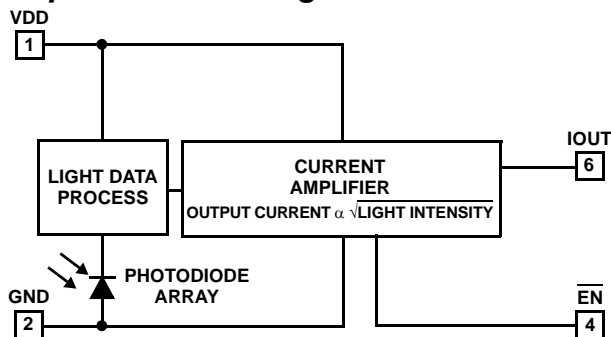 VDD
1
IOUT
6
LIGHT DATA
PROCESS
CURRENT
AMPLIFIER
OUTPUT CURRENT α √LIGHT INTENSITY
PHOTODIODE
ARRAY
GND
2
EN
4